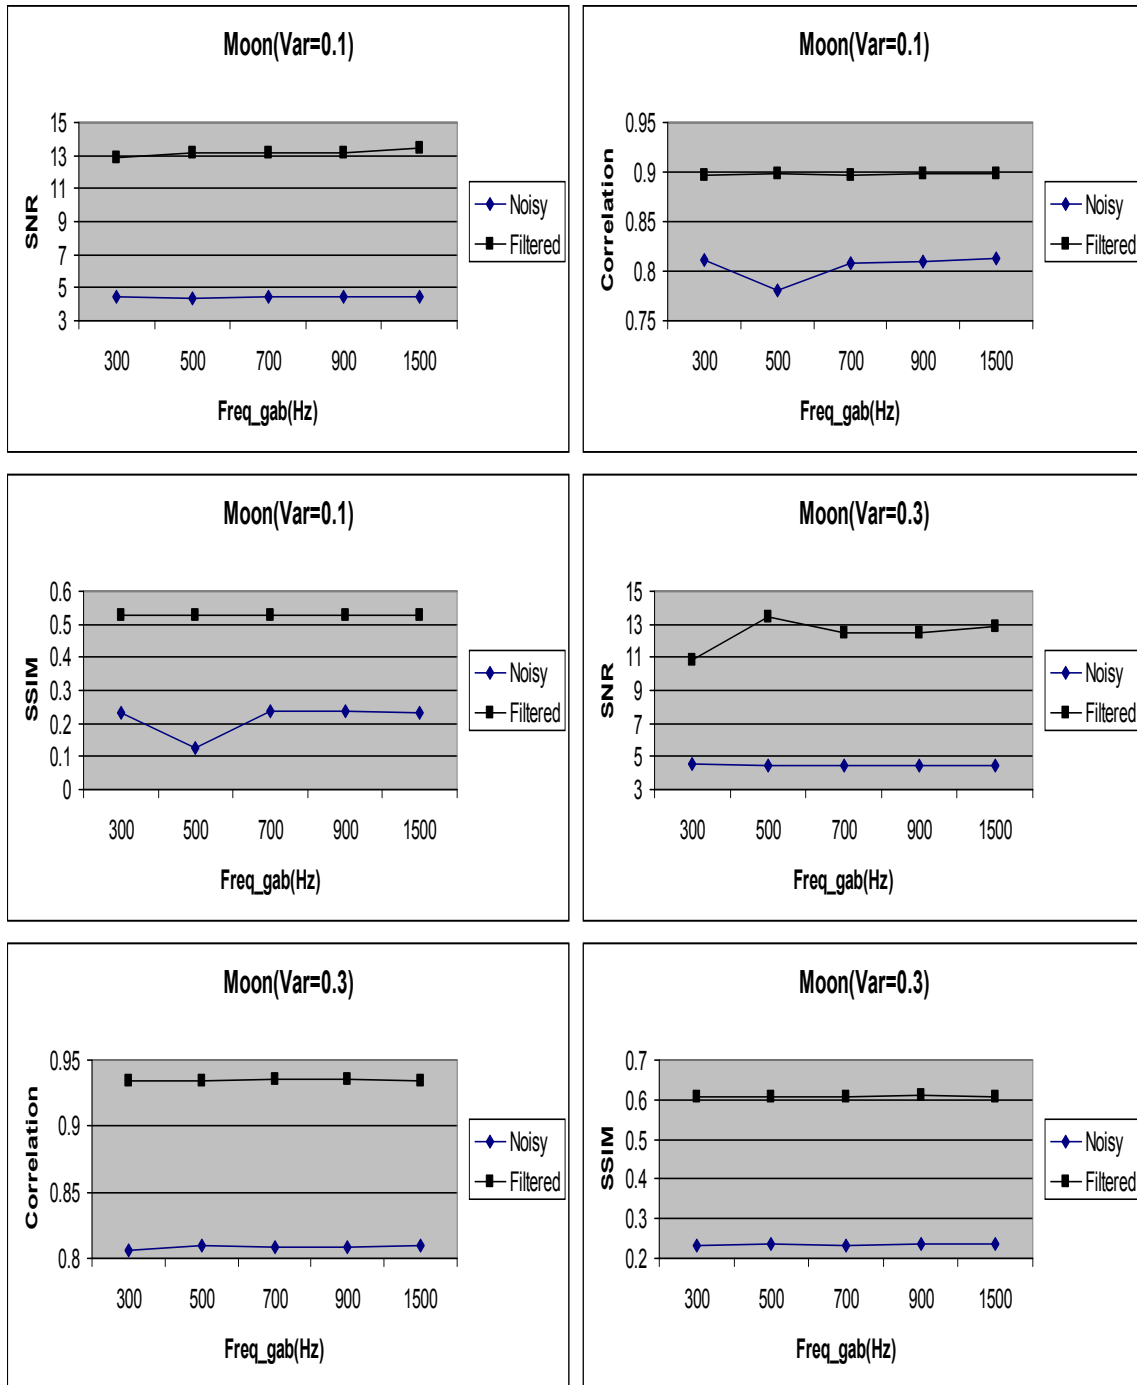 Moon(Var=0.1)
SNR
15
13
11
9
7
5
3
300 500 700 900 1500
Freq_gab(Hz)
Noisy
Filtered
Moon(Var=0.1)
Correlation
0.95
0.9
0.85
0.8
0.75
300 500 700 900 1500
Freq_gab(Hz)
Noisy
Filtered
Moon(Var=0.1)
SSIM
0.6
0.5
0.4
0.3
0.2
0.1
0
300 500 700 900 1500
Freq_gab(Hz)
Noisy
Filtered
Moon(Var=0.3)
SNR
15
13
11
9
7
5
3
300 500 700 900 1500
Freq_gab(Hz)
Noisy
Filtered
Moon(Var=0.3)
Correlation
0.95
0.9
0.85
0.8
300 500 700 900 1500
Freq_gab(Hz)
Noisy
Filtered
Moon(Var=0.3)
SSIM
0.7
0.6
0.5
0.4
0.3
0.2
300 500 700 900 1500
Freq_gab(Hz)
Noisy
Filtered